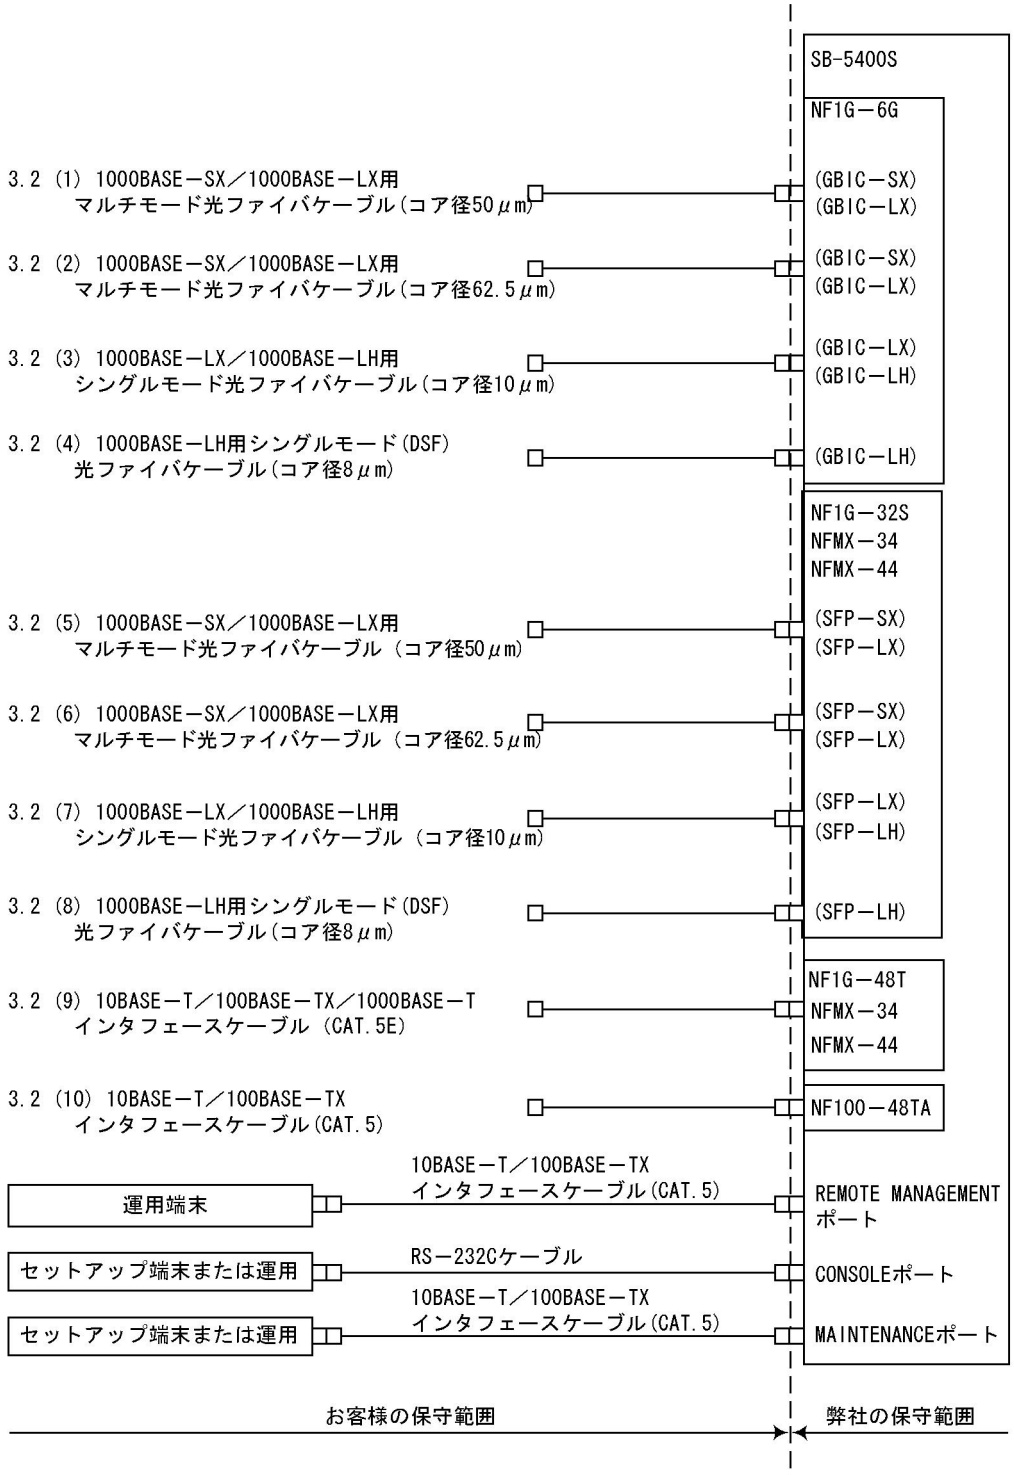 SB-5400S
NF1G－6G
3.2 (1) 1000BASE－SX／1000BASE－LX用
マルチモード光ファイバケーブル(コア径50μm)
(GBIC－SX)
(GBIC－LX)
3.2 (2) 1000BASE－SX／1000BASE－LX用
マルチモード光ファイバケーブル(コア径62.5μm)
(GBIC－SX)
(GBIC－LX)
3.2 (3) 1000BASE－LX／1000BASE－LH用
シングルモード光ファイバケーブル(コア径10μm)
(GBIC－LX)
(GBIC－LH)
3.2 (4) 1000BASE－LH用シングルモード(DSF)
光ファイバケーブル(コア径8μm)
(GBIC－LH)
NF1G－32S
NFMX－34
NFMX－44
3.2 (5) 1000BASE－SX／1000BASE－LX用
マルチモード光ファイバケーブル (コア径50μm)
(SFP－SX)
(SFP－LX)
3.2 (6) 1000BASE－SX／1000BASE－LX用
マルチモード光ファイバケーブル (コア径62.5μm)
(SFP－SX)
(SFP－LX)
3.2 (7) 1000BASE－LX／1000BASE－LH用
シングルモード光ファイバケーブル (コア径10μm)
(SFP－LX)
(SFP－LH)
3.2 (8) 1000BASE－LH用シングルモード(DSF)
光ファイバケーブル(コア径8μm)
(SFP－LH)
3.2 (9) 10BASE－T／100BASE－TX／1000BASE－T
インタフェースケーブル (CAT.5E)
NF1G－48T
NFMX－34
NFMX－44
3.2 (10) 10BASE－T／100BASE－TX
インタフェースケーブル(CAT.5)
NF100－48TA
10BASE－T／100BASE－TX
インタフェースケーブル(CAT.5)
運用端末
REMOTE MANAGEMENT
ポート
RS－232Cケーブル
セットアップ端末または運用
CONSOLEポート
10BASE－T／100BASE－TX
インタフェースケーブル(CAT.5)
セットアップ端末または運用
MAINTENANCEポート
お客様の保守範囲
弊社の保守範囲